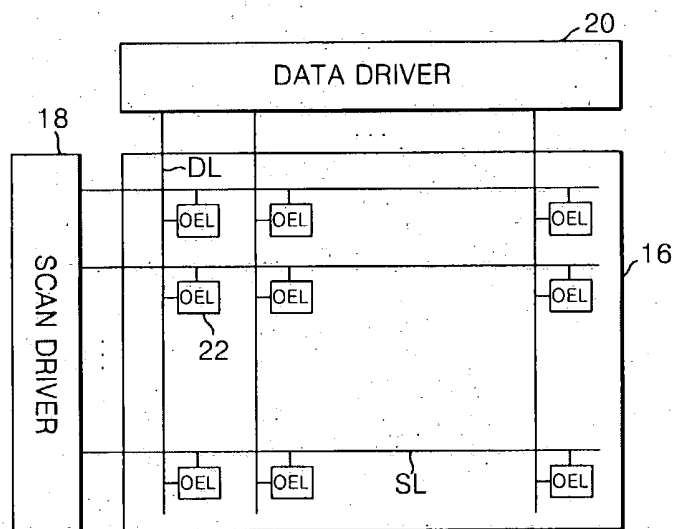 20
DATA DRIVER
18
. . .
DL
OEL OEL OEL
16
OEL OEL OEL
22
SCAN DRIVER
. . .
SL
OEL OEL OEL